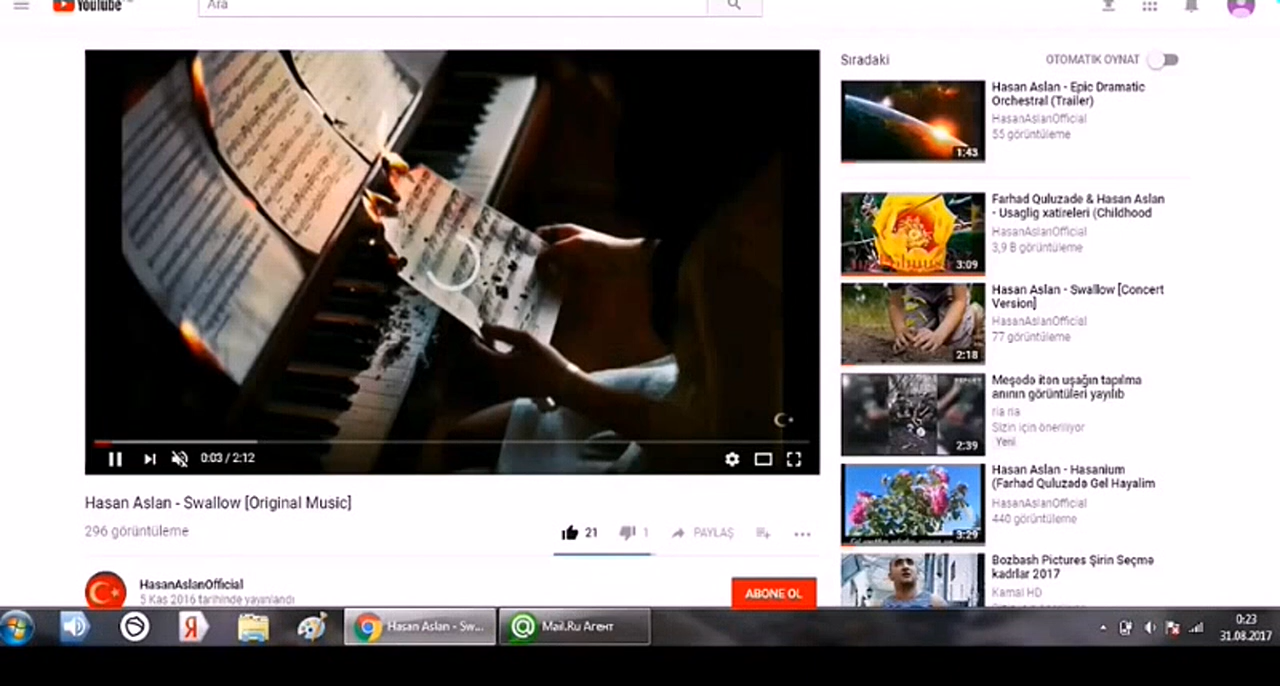 YouTube
Ara
Sıradaki
OTOMATIK OYNAT
Hasan Aslan - Epic Dramatic
Orchestral (Trailer)
HasanAslanOfficial
55 görüntüleme
1:43
Farhad Quluzade & Hasan Aslan
- Usaglig xatireleri (Childhood
HasanAslanOfficial
3,9 B görüntüleme
3:09
Hasan Aslan - Swallow [Concert
Version]
HasanAslanOfficial
77 görüntüleme
2:18
Meşədə itən uşağın tapılma
anının görüntüləri yayılıb
ria ria
Sizin için öneriliyor
Yeni
2:39
Hasan Aslan - Hasanium
(Farhad Quluzadə Gel Hayalim
HasanAslanOfficial
440 görüntüleme
3:29
Bozbash Pictures Şirin Seçmə
kadrlar 2017
Kamal HD
0:03 / 2:12
Hasan Aslan - Swallow [Original Music]
296 görüntüleme
21
1
PAYLAŞ
HasanAslanOfficial
5 Kas 2016 tarihinde yayınlandı
ABONE OL
Hasan Aslan - Sw...
Mail.Ru Агент
0:23
31.08.2017